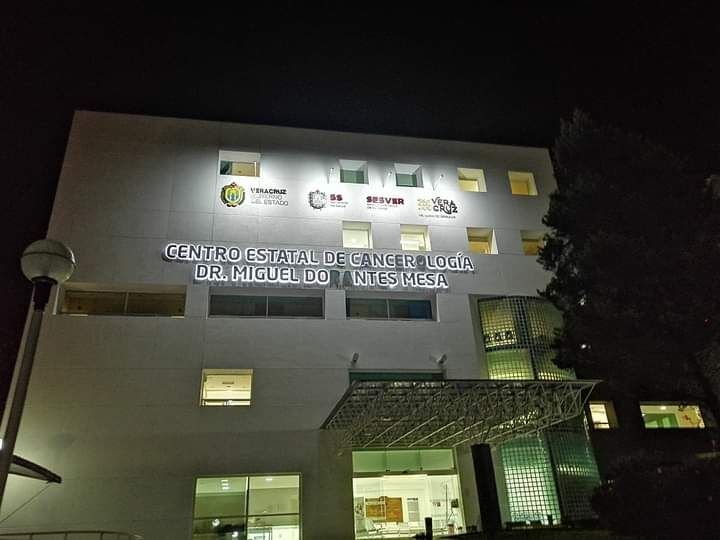 VERACRUZ
GOBIERNO
DEL ESTADO
SS
SESVER
VERA
CRUZ
CENTRO ESTATAL DE CANCEROLOGÍA
DR. MIGUEL DORANTES MESA